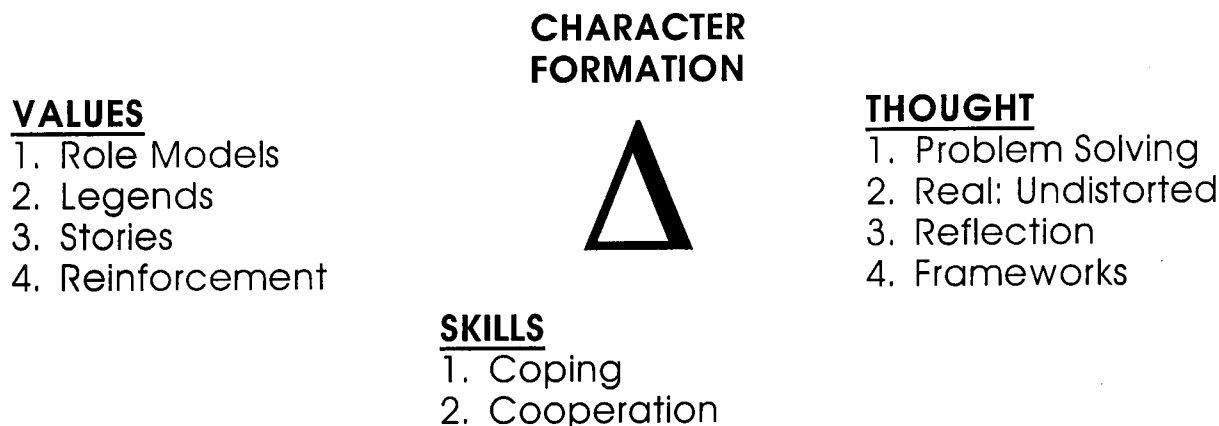 CHARACTER
FORMATION
VALUES
1. Role Models
2. Legends
3. Stories
4. Reinforcement
THOUGHT
1. Problem Solving
2. Real: Undistorted
3. Reflection
4. Frameworks
SKILLS
1. Coping
2. Cooperation